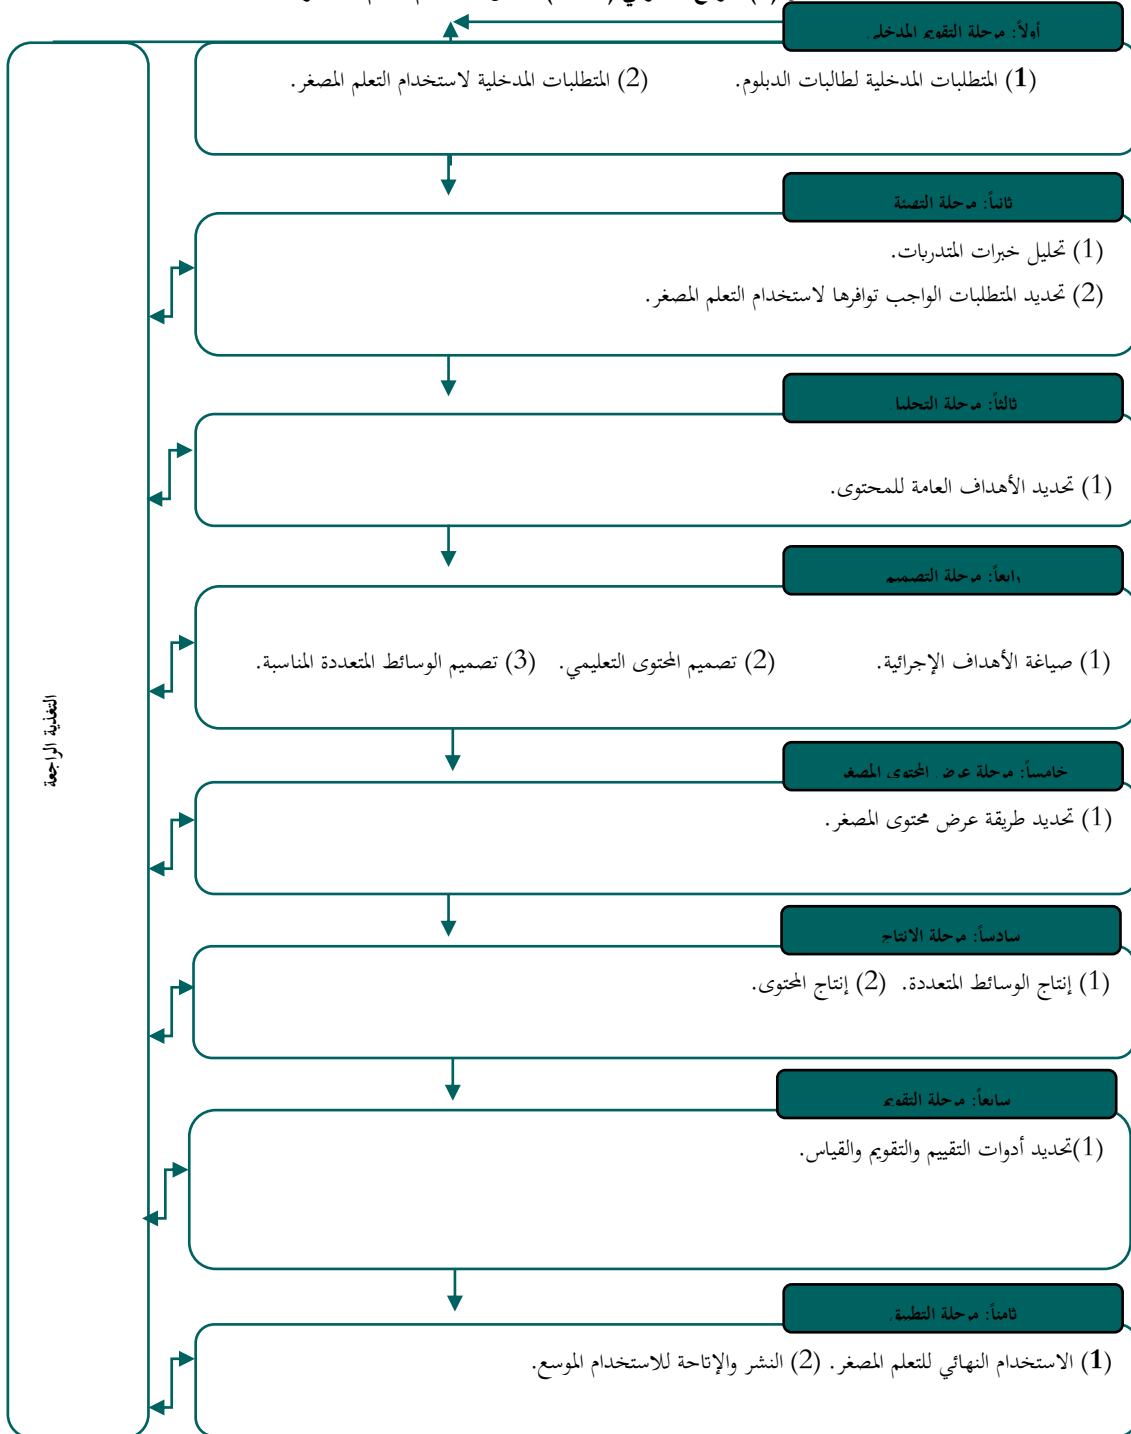 أولاً: مرحلة التقويم المدخلي
(1) المتطلبات المدخلية لطالبات الدبلوم. (2) المتطلبات المدخلية لاستخدام التعلم المصغر.
ثانياً: مرحلة التهيئة
(1) تحليل خبرات المتدربات.
(2) تحديد المتطلبات الواجب توافرها لاستخدام التعلم المصغر.
ثالثاً: مرحلة التحليل
(1) تحديد الأهداف العامة للمحتوى.
رابعاً: مرحلة التصميم
(1) صياغة الأهداف الإجرائية. (2) تصميم المحتوى التعليمي. (3) تصميم الوسائط المتعددة المناسبة.
خامساً: مرحلة عرض المحتوى المصغر
(1) تحديد طريقة عرض محتوى المصغر.
سادساً: مرحلة الانتاج
(1) إنتاج الوسائط المتعددة. (2) إنتاج المحتوى.
سابعاً: مرحلة التقويم
(1)تحديد أدوات التقييم والتقويم والقياس.
ثامناً: مرحلة التطبيق
(1) الاستخدام النهائي للتعلم المصغر. (2) النشر والإتاحة للاستخدام الموسع.
التغذية الراجعة